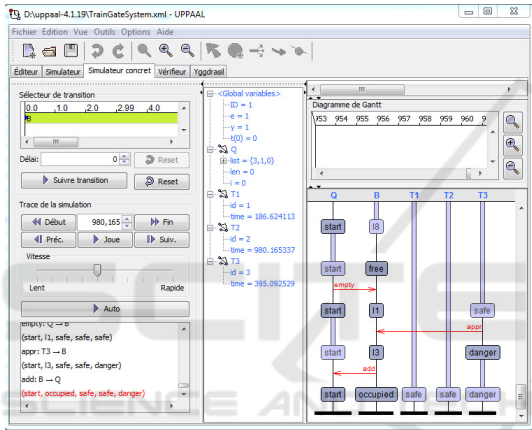 D:\uppaal-4.1.19\TrainGateSystem.xml - UPPAAL
Fichier Edition Vue Outils Options Aide
Éditeur Simulateur Simulateur concret Vérifieur Yggdrasil
Sélecteur de transition
0.0 ,1.0 ,2.0 ,2.99 ,4.0
B
Délai: 0 Reset
Suivre transition Reset
Trace de la simulation
Début 980,165 Fin
Préc. Joue Suiv.
Vitesse
Lent Rapide
Auto
empty: Q → B
(start, I1, safe, safe, safe)
appr: T3 → B
(start, I3, safe, safe, danger)
add: B → Q
(start, occupied, safe, safe, danger)
<Global variables>
ID = 1
e = 1
y = 1
t(0) = 0
Q
list = {3,1,0}
len = 0
i = 0
T1
id = 1
time = 186.624113
T2
id = 2
time = 980.165337
T3
id = 3
time = 395.092529
Diagramme de Gantt
953 954 955 956 957 958 959 960 9
Q B T1 T2 T3
start I8
start free
empty
start I1 safe
appr
start I3 danger
add
start occupied safe safe danger
SCITE
SCIENCE AND TECH